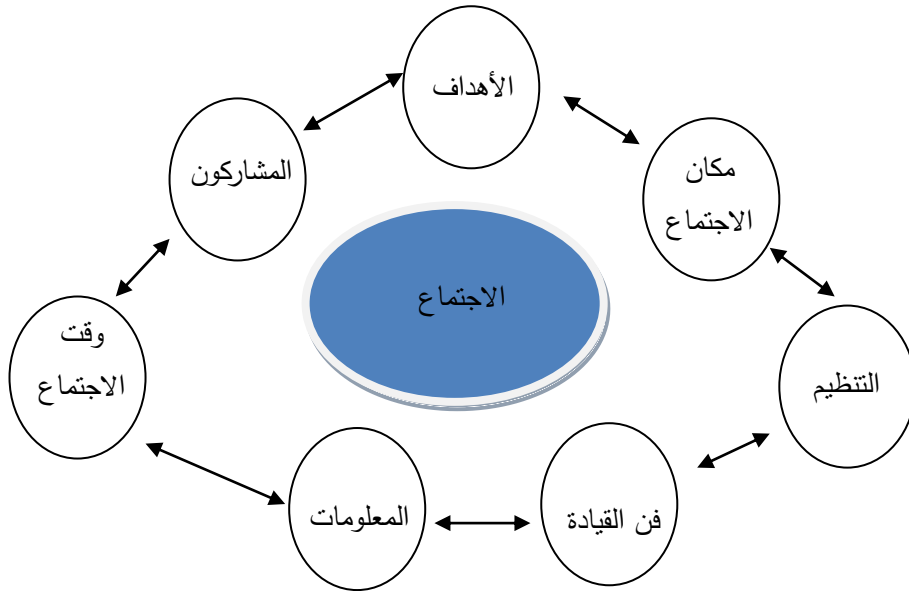 الأهداف
المشاركون
مكان
الاجتماع
الاجتماع
وقت
الاجتماع
التنظيم
المعلومات
فن القيادة